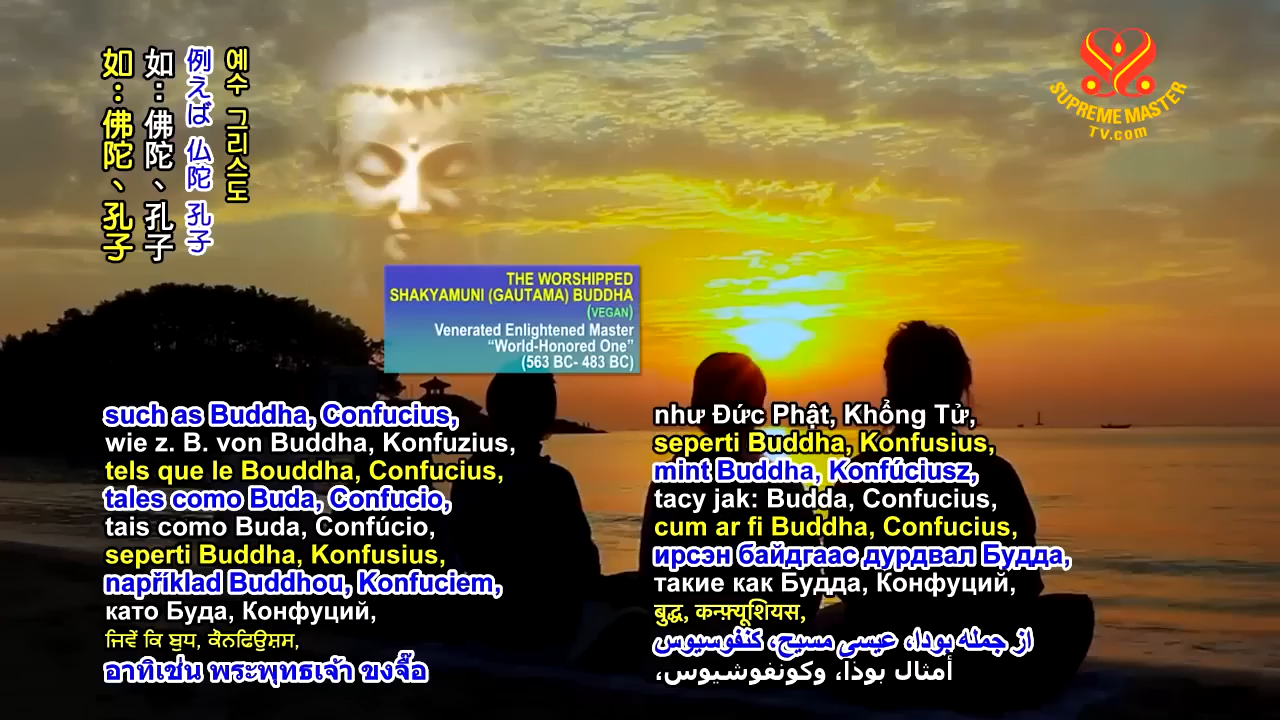 如：佛陀、孔子
如：佛陀、孔子
例えば 仏陀 孔子
예수 그리스도
SUPREME MASTER
TV.com
THE WORSHIPPED
SHAKYAMUNI (GAUTAMA) BUDDHA
(VEGAN)
Venerated Enlightened Master
“World-Honored One”
(563 BC- 483 BC)
such as Buddha, Confucius,
wie z. B. von Buddha, Konfuzius,
tels que le Bouddha, Confucius,
tales como Buda, Confucio,
tais como Buda, Confúcio,
seperti Buddha, Konfusius,
například Buddhou, Konfuciem,
като Буда, Конфуций,
ਜਿਵੇਂ ਕਿ ਬੁਧ, ਕੌਨਫਿਊਸ਼ਸ,
อาทิเช่น พระพุทธเจ้า ขงจื๊อ
như Đức Phật, Khổng Tử,
seperti Buddha, Konfusius,
mint Buddha, Konfúciusz,
tacy jak: Budda, Confucius,
cum ar fi Buddha, Confucius,
ирсэн байдгаас дурдвал Будда,
такие как Будда, Конфуций,
बुद्ध, कन्फ़्यूशियस,
از جمله بودا، عیسی مسیح، کنفوسیوس
أمثال بوذا، وكونفوشيوس،